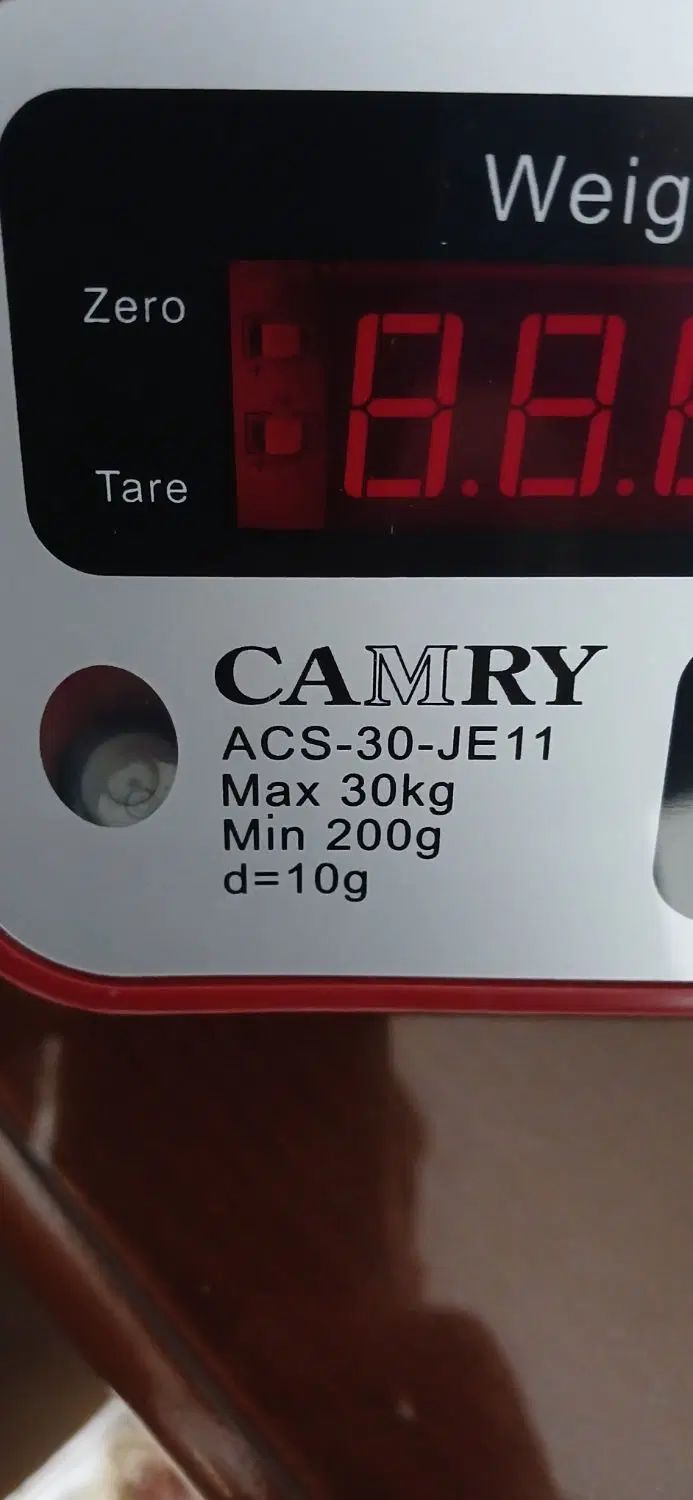 Weig
Zero
Tare
CAMRY
ACS-30-JE11
Max 30kg
Min 200g
d=10g